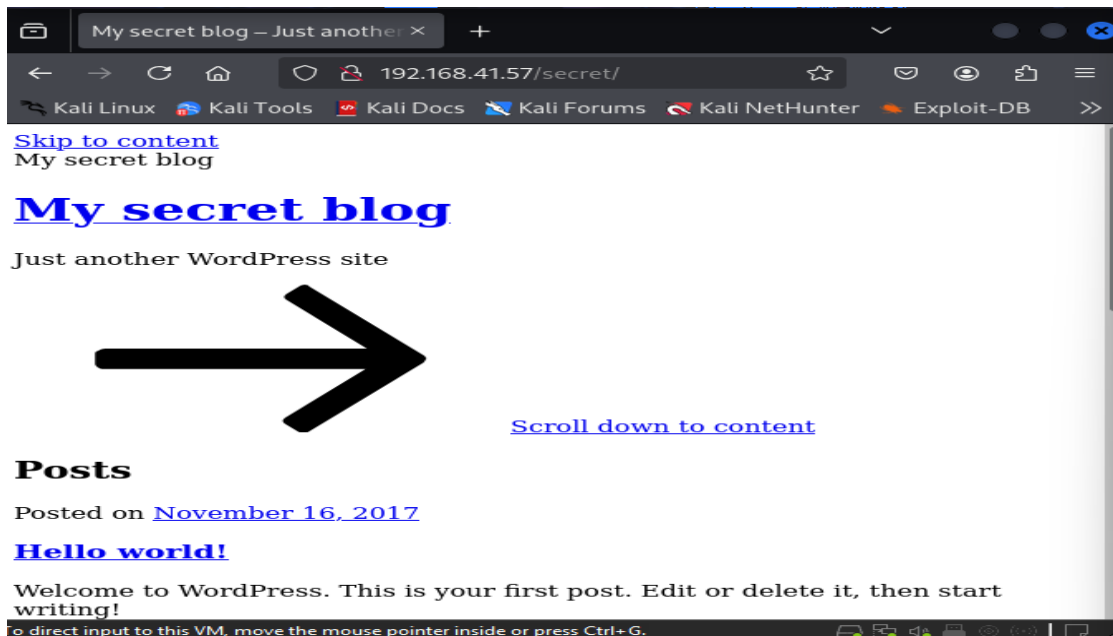 My secret blog – Just another
192.168.41.57/secret/
Kali Linux Kali Tools Kali Docs Kali Forums Kali NetHunter Exploit-DB
Skip to content
My secret blog
My secret blog
Just another WordPress site
Scroll down to content
Posts
Posted on November 16, 2017
Hello world!
Welcome to WordPress. This is your first post. Edit or delete it, then start
writing!
To direct input to this VM, move the mouse pointer inside or press Ctrl+G.